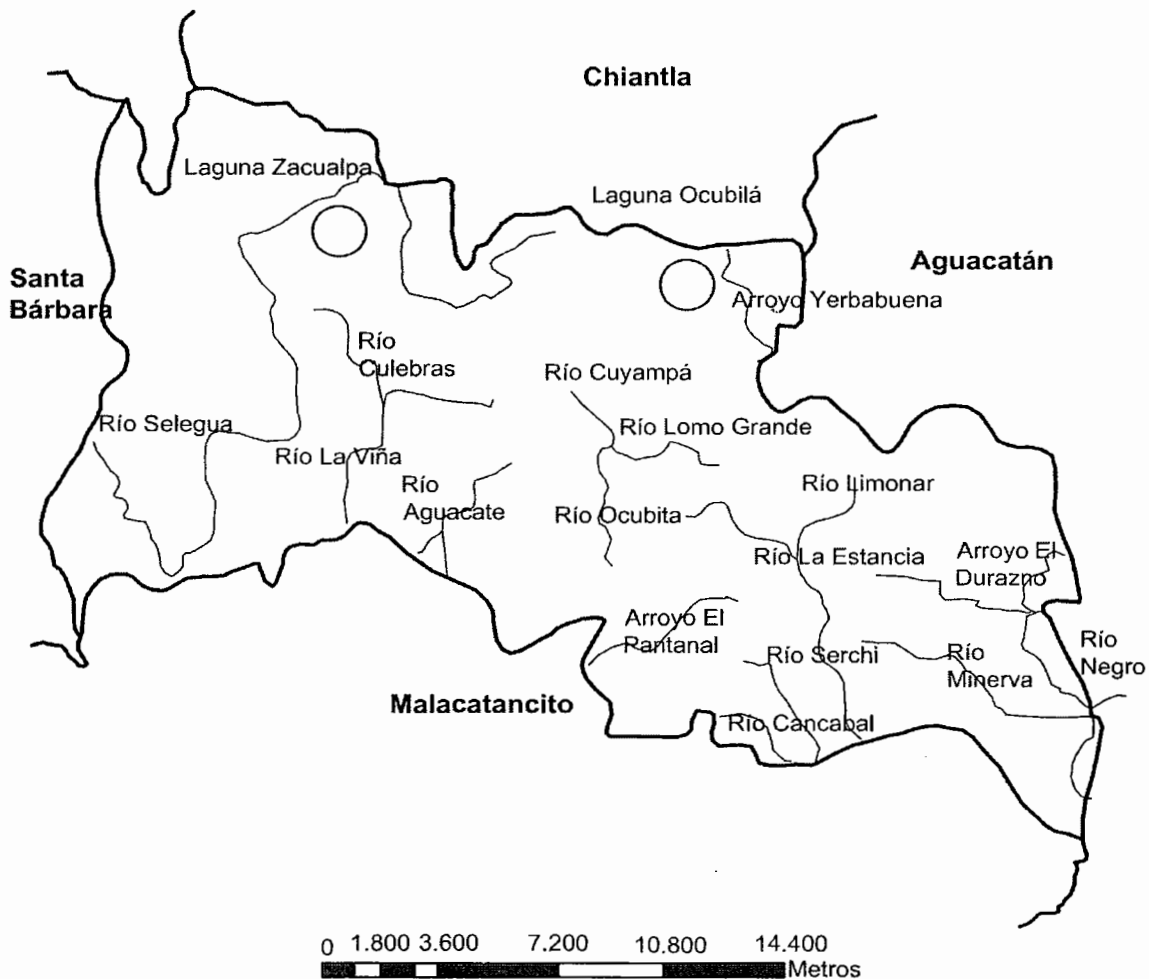 Chiantla
Laguna Zacualpa
Laguna Ocubilá
Aguacatán
Santa
Bárbara
Arroyo Yerbabuena
Río
Culebras
Río Cuyampá
Río Selegua
Río Lomo Grande
Río La Viña
Río
Aguacate
Río Limonar
Río Ocubita
Río La Estancia
Arroyo El
Durazno
Arroyo El
Pantanal
Río Serchi
Río
Minerva
Río
Negro
Malacatancito
Río Cancabal
0 1.800 3.600 7.200 10.800 14.400
Metros